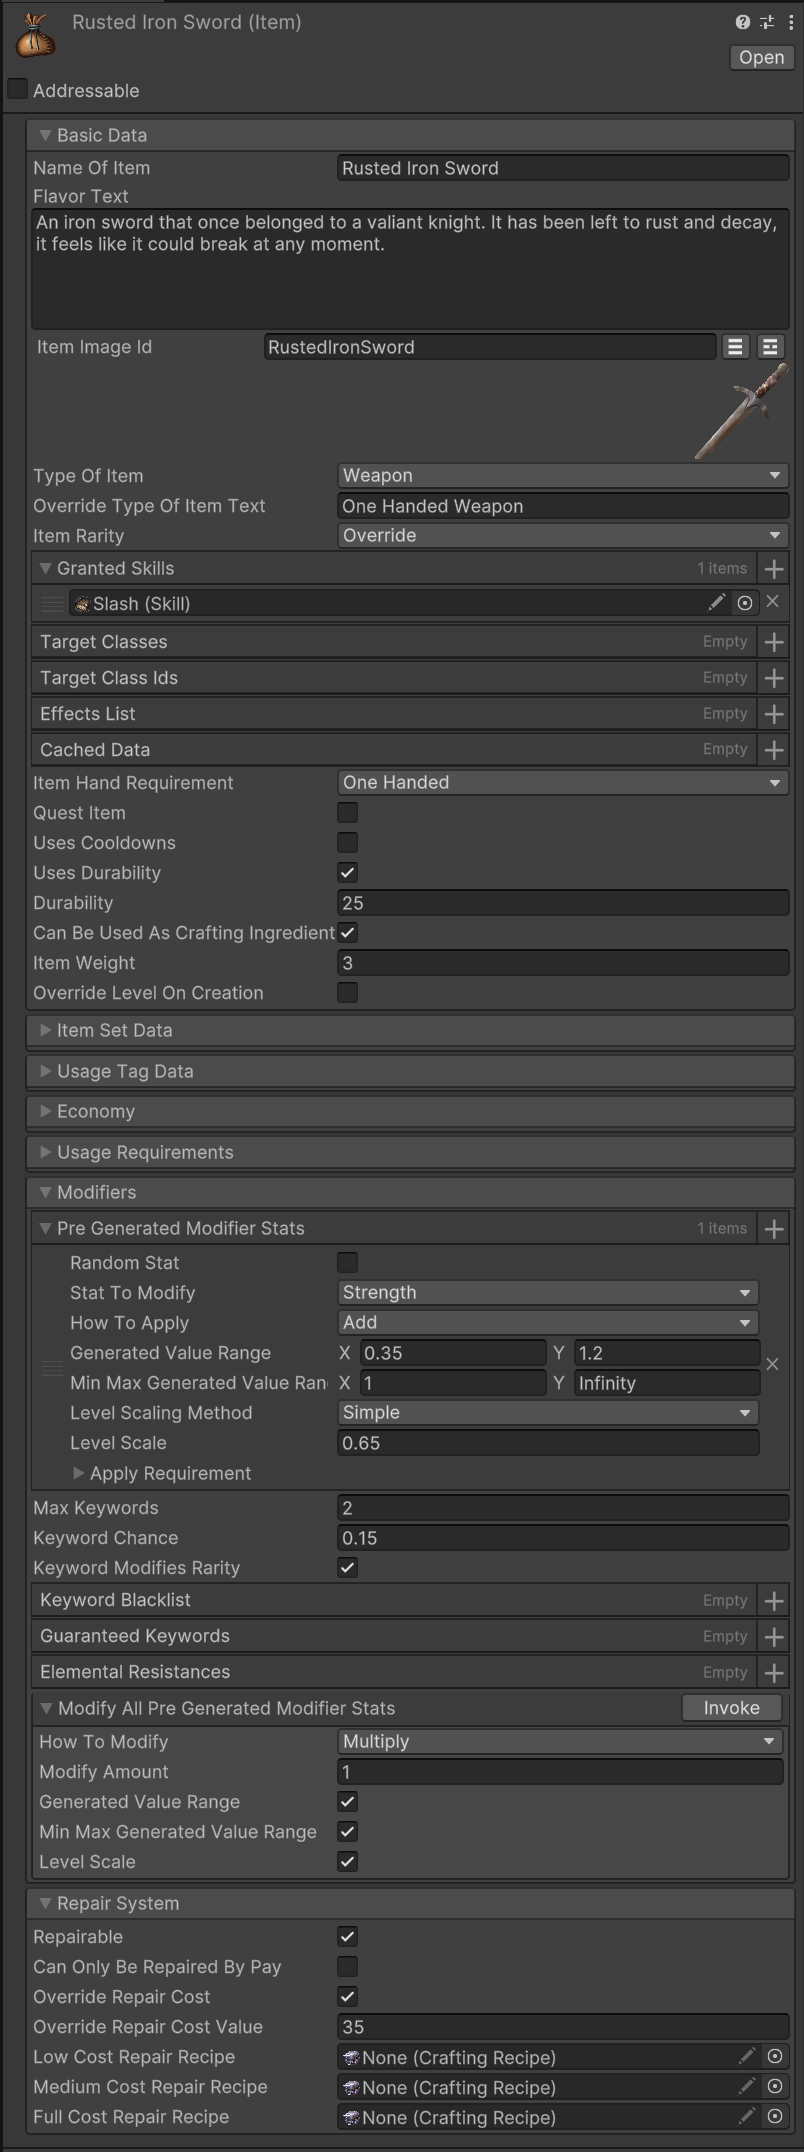 Rusted Iron Sword (Item)
Open
Addressable
Basic Data
Name Of Item Rusted Iron Sword
Flavor Text
An iron sword that once belonged to a valiant knight. It has been left to rust and decay,
it feels like it could break at any moment.
Item Image Id RustedIronSword
Type Of Item Weapon
Override Type Of Item Text One Handed Weapon
Item Rarity Override
Granted Skills 1 items
Slash (Skill)
Target Classes Empty
Target Class Ids Empty
Effects List Empty
Cached Data Empty
Item Hand Requirement One Handed
Quest Item
Uses Cooldowns
Uses Durability
Durability 25
Can Be Used As Crafting Ingredient
Item Weight 3
Override Level On Creation
Item Set Data
Usage Tag Data
Economy
Usage Requirements
Modifiers
Pre Generated Modifier Stats 1 items
Random Stat
Stat To Modify Strength
How To Apply Add
Generated Value Range X 0.35 Y 1.2
Min Max Generated Value Ran X 1 Y Infinity
Level Scaling Method Simple
Level Scale 0.65
Apply Requirement
Max Keywords 2
Keyword Chance 0.15
Keyword Modifies Rarity
Keyword Blacklist Empty
Guaranteed Keywords Empty
Elemental Resistances Empty
Modify All Pre Generated Modifier Stats Invoke
How To Modify Multiply
Modify Amount 1
Generated Value Range
Min Max Generated Value Range
Level Scale
Repair System
Repairable
Can Only Be Repaired By Pay
Override Repair Cost
Override Repair Cost Value 35
Low Cost Repair Recipe None (Crafting Recipe)
Medium Cost Repair Recipe None (Crafting Recipe)
Full Cost Repair Recipe None (Crafting Recipe)